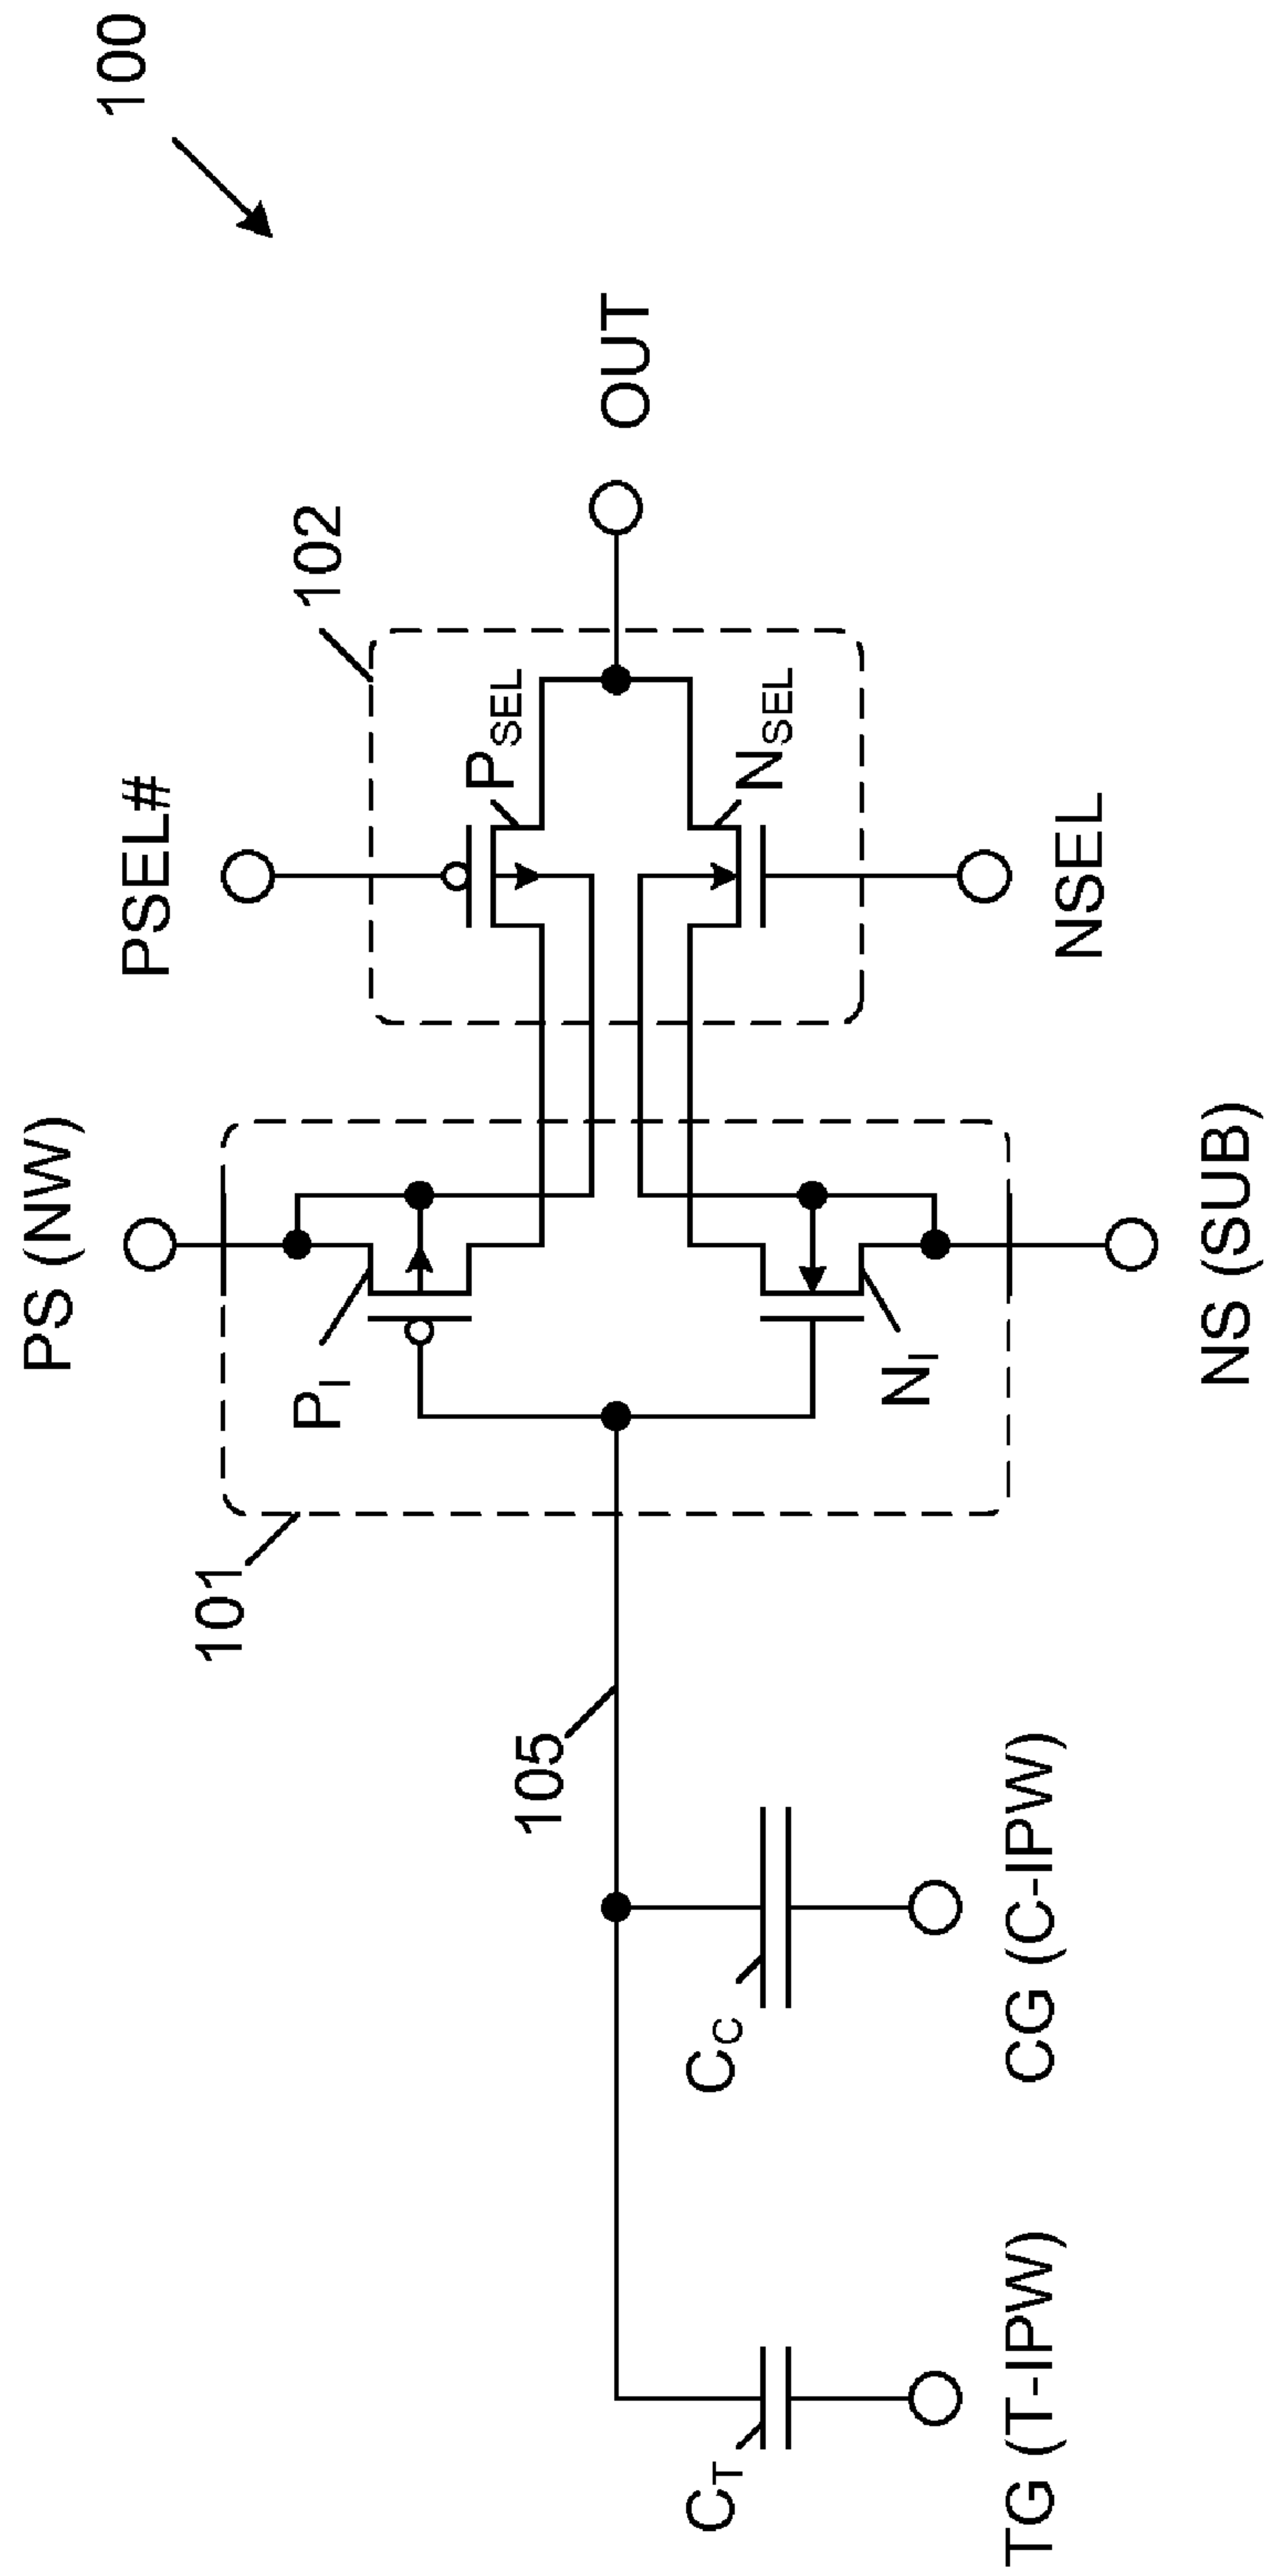 100
PS (NW)
PSEL#
102
P_SEL
OUT
N_SEL
NSEL
101
P_I
N_I
NS (SUB)
105
C_C
CG (C-IPW)
C_T
TG (T-IPW)